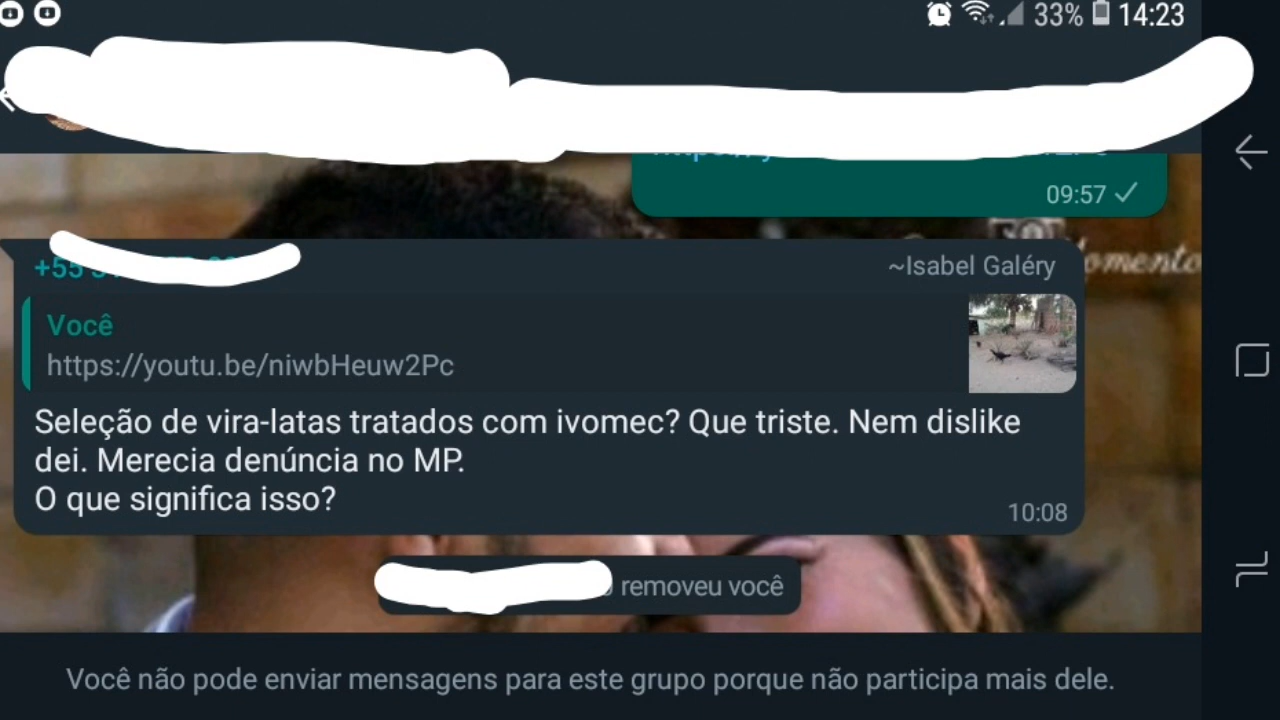 33% 14:23
09:57
+55
~Isabel Galéry
Você
https://youtu.be/niwbHeuw2Pc
Seleção de vira-latas tratados com ivomec? Que triste. Nem dislike
dei. Merecia denúncia no MP.
O que significa isso?
10:08
removeu você
Você não pode enviar mensagens para este grupo porque não participa mais dele.